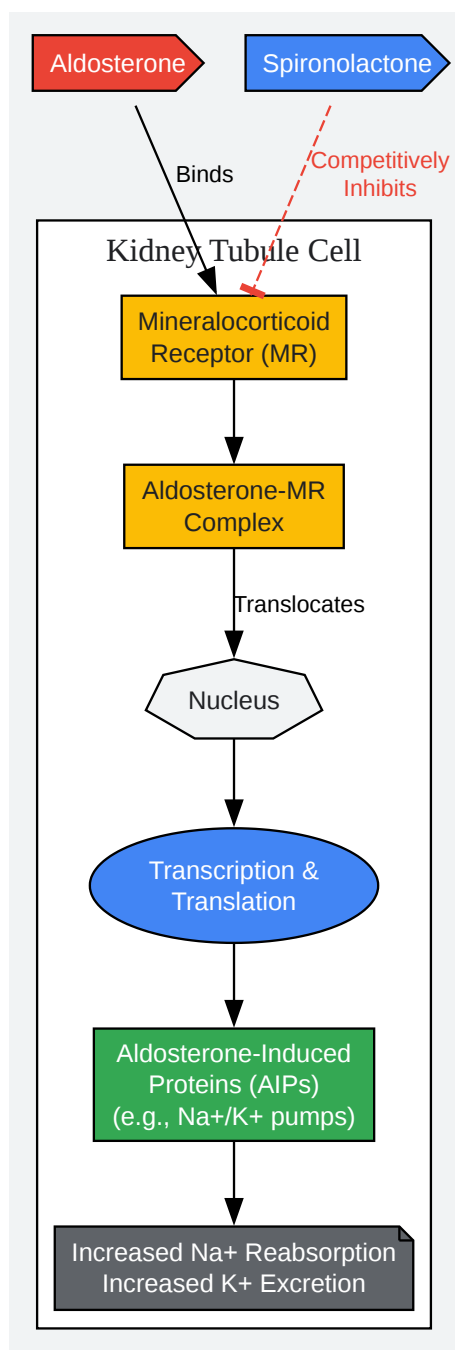 Aldosterone
Spironolactone
Binds
Competitively
Inhibits
Kidney Tubule Cell
Mineralocorticoid
Receptor (MR)
Aldosterone-MR
Complex
Translocates
Nucleus
Transcription &
Translation
Aldosterone-Induced
Proteins (AIPs)
(e.g., Na+/K+ pumps)
Increased Na+ Reabsorption
Increased K+ Excretion